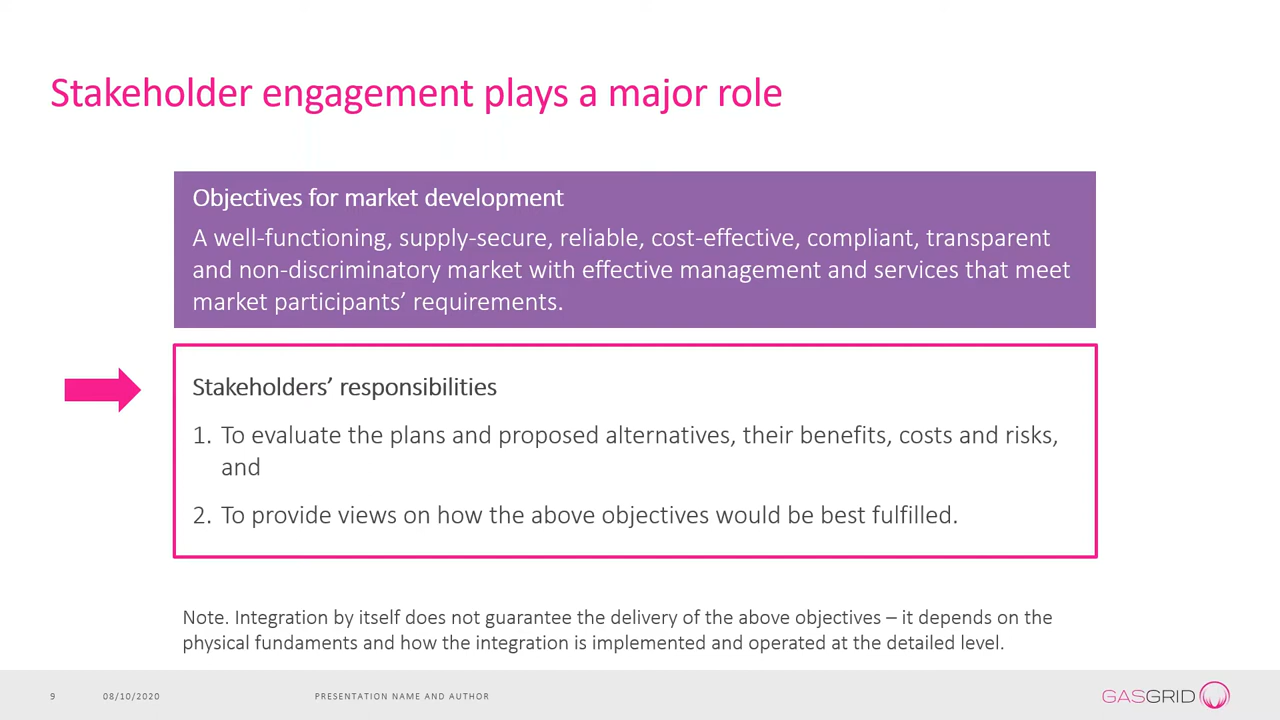 Stakeholder engagement plays a major role
Objectives for market development
A well-functioning, supply-secure, reliable, cost-effective, compliant, transparent
and non-discriminatory market with effective management and services that meet
market participants’ requirements.
Stakeholders’ responsibilities
1. To evaluate the plans and proposed alternatives, their benefits, costs and risks,
and
2. To provide views on how the above objectives would be best fulfilled.
Note. Integration by itself does not guarantee the delivery of the above objectives – it depends on the
physical fundaments and how the integration is implemented and operated at the detailed level.
9 08/10/2020 PRESENTATION NAME AND AUTHOR GASGRID